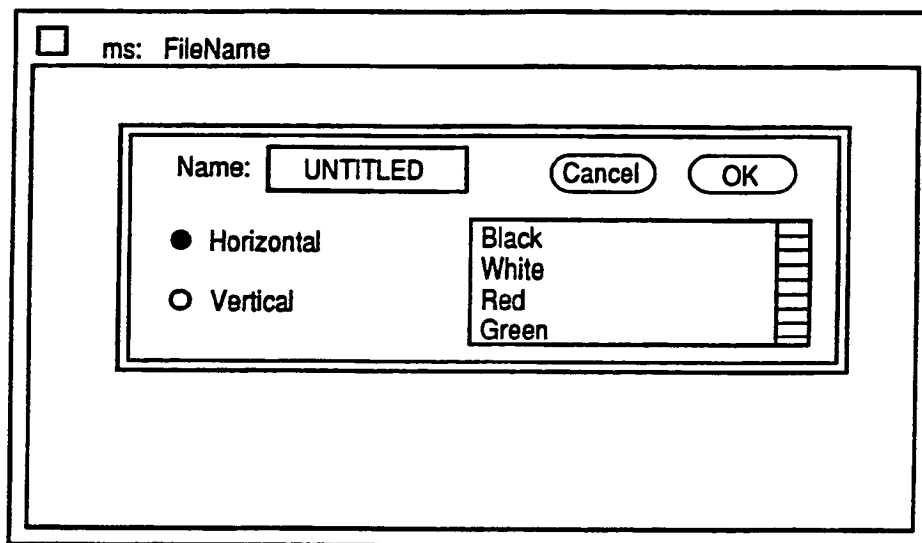 ms: FileName
Name: UNTITLED Cancel OK
Horizontal
Vertical
Black
White
Red
Green